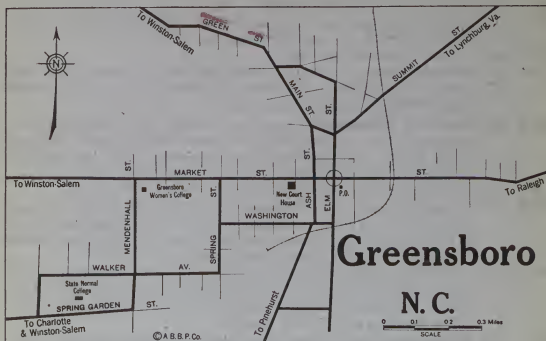 To Winston-Salem
GREEN ST.
To Lynchburg, Va.
SUMMIT ST.
MAIN ST.
ST.
N
ST.
MARKET ST.
ST.
ST.
ST.
To Winston-Salem
To Raleigh
Greensboro
Women's College
New Court
House
P.O.
MENDENHALL
SPRING
ASH
ELM
WASHINGTON
WALKER AV.
State Normal
College
SPRING GARDEN ST.
To Charlotte
& Winston-Salem
To Pinehurst
Greensboro
N. C.
0 0.1 0.2 0.3 Miles
SCALE
© A. B. B. P. Co.